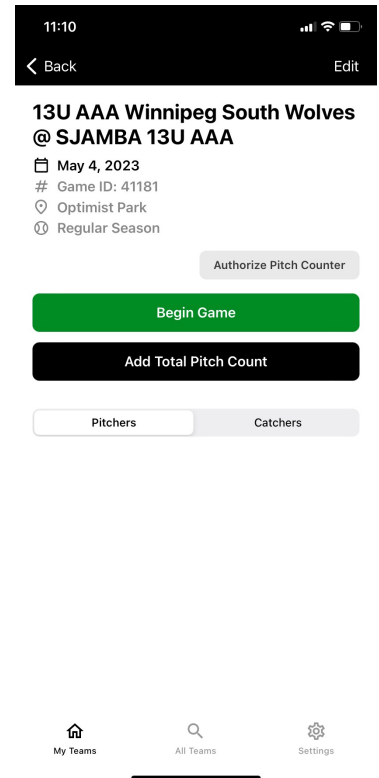 11:10
Back
Edit
13U AAA Winnipeg South Wolves
@ SJAMBA 13U AAA
May 4, 2023
# Game ID: 41181
Optimist Park
Regular Season
Authorize Pitch Counter
Begin Game
Add Total Pitch Count
Pitchers
Catchers
My Teams
All Teams
Settings